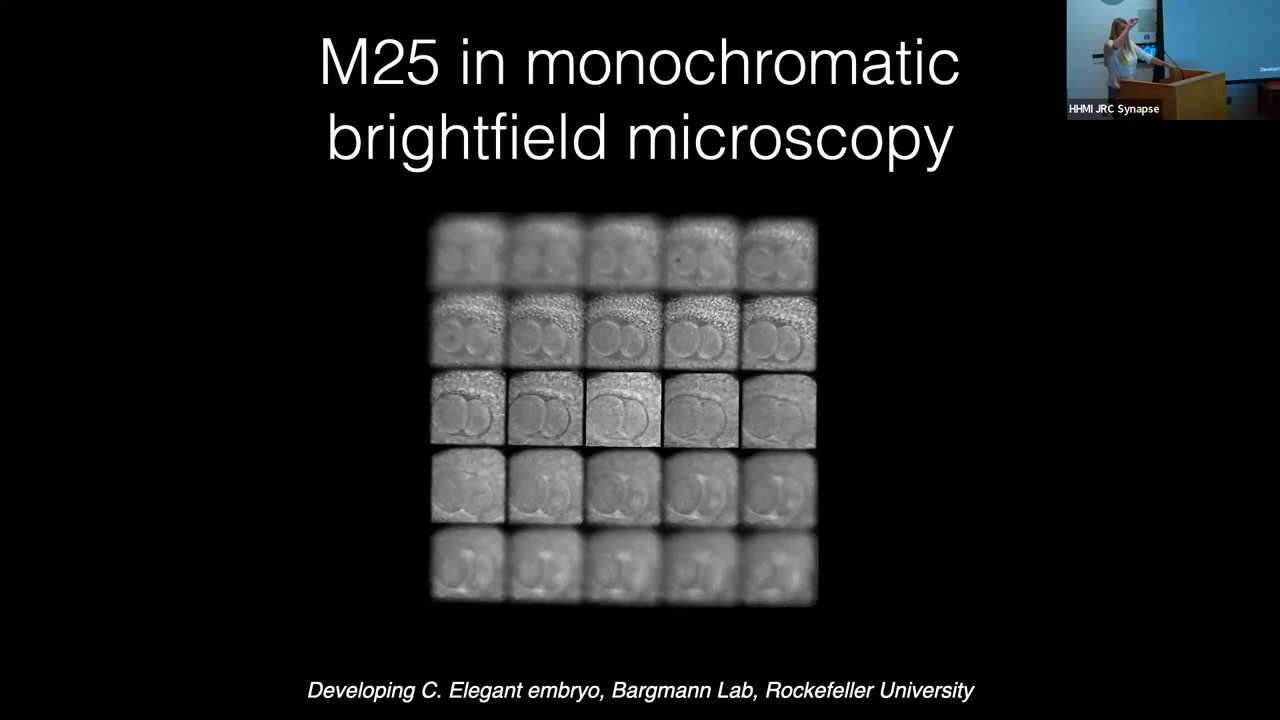 M25 in monochromatic
brightfield microscopy
HHMI JRC Synapse
Developing C. Elegant embryo, Bargmann Lab, Rockefeller University